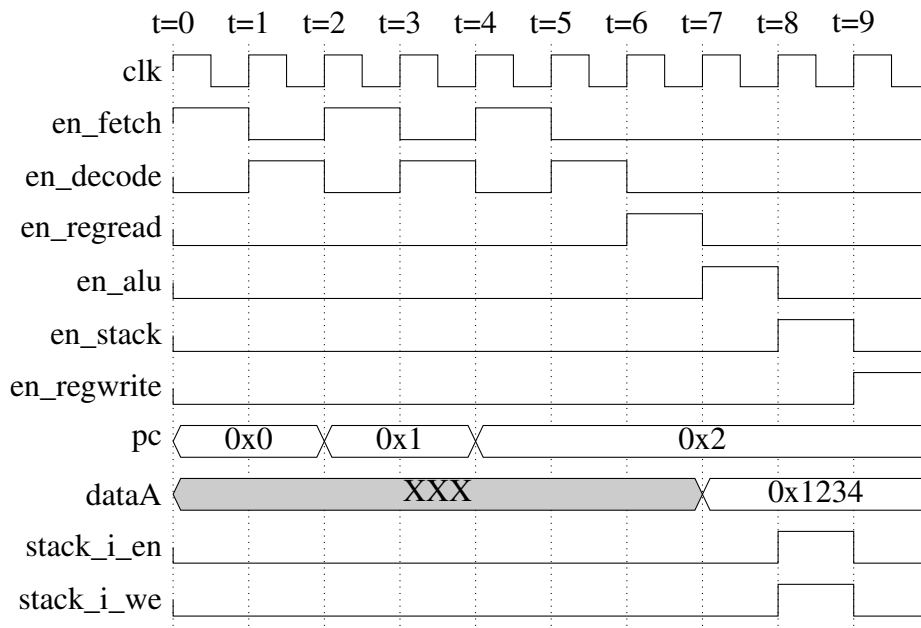 t=0 t=1 t=2 t=3 t=4 t=5 t=6 t=7 t=8 t=9
clk
en_fetch
en_decode
en_regread
en_alu
en_stack
en_regwrite
pc 0x0 0x1 0x2
dataA XXX 0x1234
stack_i_en
stack_i_we